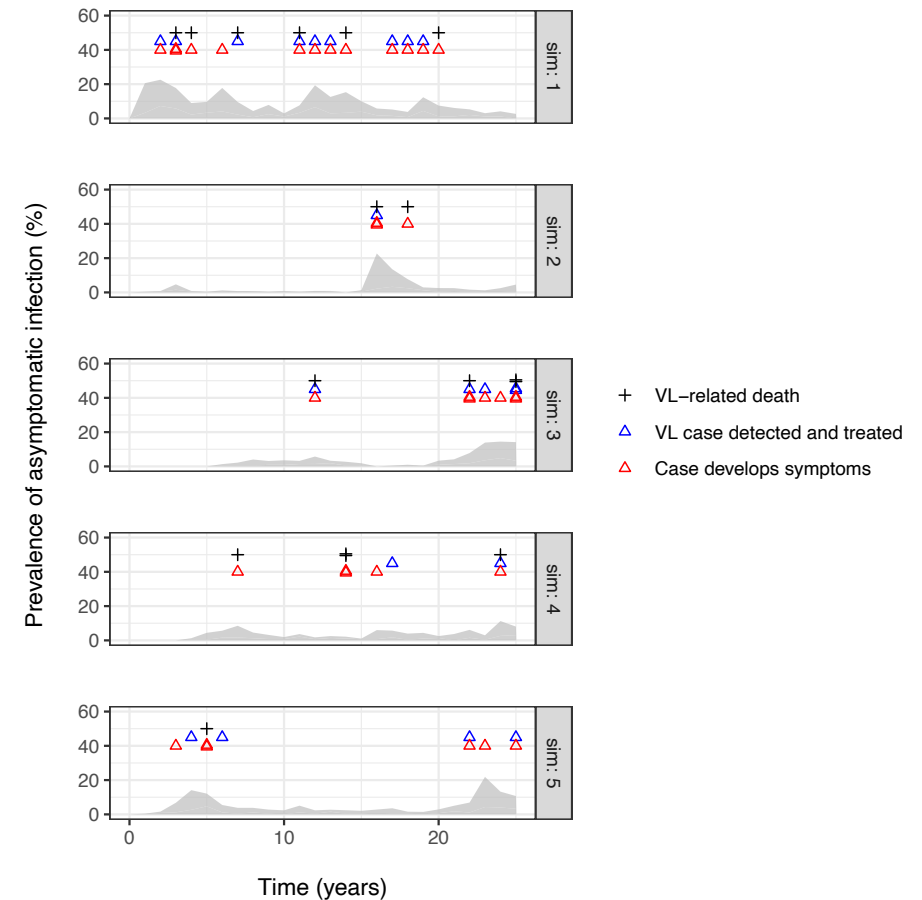 Prevalence of asymptomatic infection (%)
60
40
20
0
sim: 1
60
40
20
0
sim: 2
60
40
20
0
sim: 3
60
40
20
0
sim: 4
60
40
20
0
sim: 5
0 10 20
Time (years)
VL−related death
VL case detected and treated
Case develops symptoms